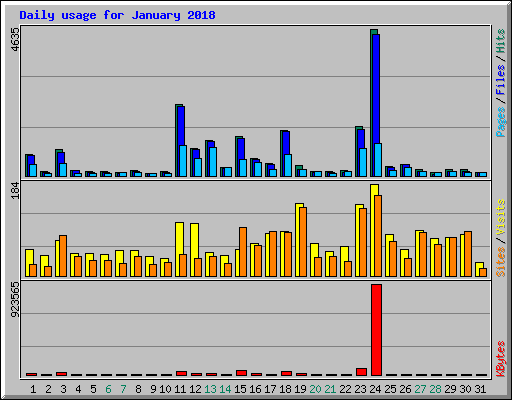 Daily usage for January 2018
4635
Pages / Files / Hits
184
Sites / Visits
923565
KBytes
1 2 3 4 5 6 7 8 9 10 11 12 13 14 15 16 17 18 19 20 21 22 23 24 25 26 27 28 29 30 31